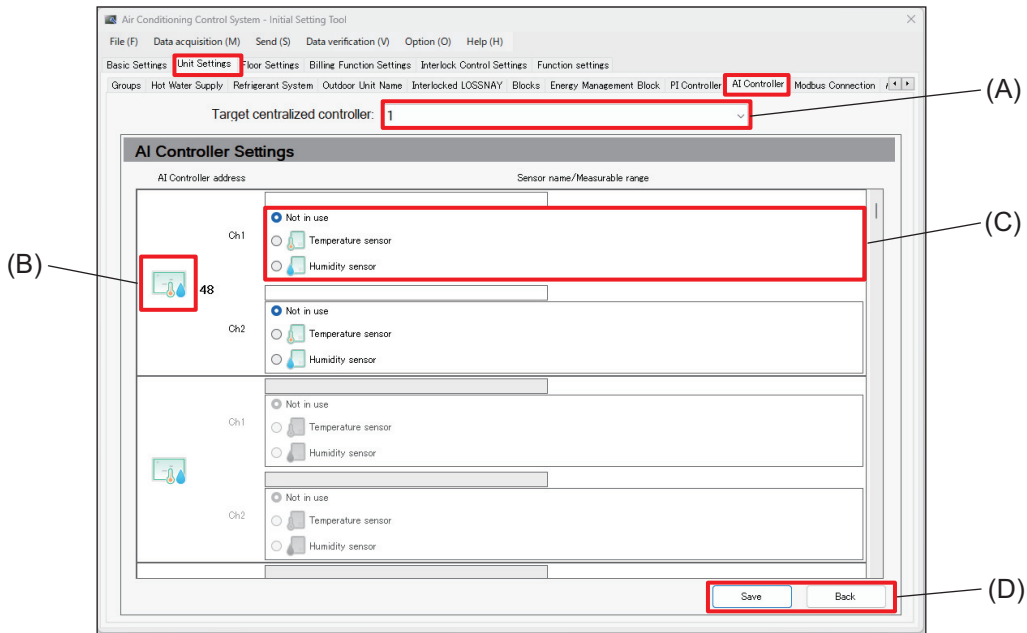 Air Conditioning Control System - Initial Setting Tool
File (F) Data acquisition (M) Send (S) Data verification (V) Option (O) Help (H)
Basic Settings Unit Settings Floor Settings Billing Function Settings Interlock Control Settings Function settings
Groups Hot Water Supply Refrigerant System Outdoor Unit Name Interlocked LOSSNAY Blocks Energy Management Block PI Controller AI Controller Modbus Connection
(A)
Target centralized controller: 1
AI Controller Settings
AI Controller address Sensor name/Measurable range
Not in use
(C)
Ch1 Temperature sensor
Humidity sensor
(B)
48
Not in use
Ch2 Temperature sensor
Humidity sensor
Not in use
Ch1 Temperature sensor
Humidity sensor
Not in use
Ch2 Temperature sensor
Humidity sensor
Save Back
(D)